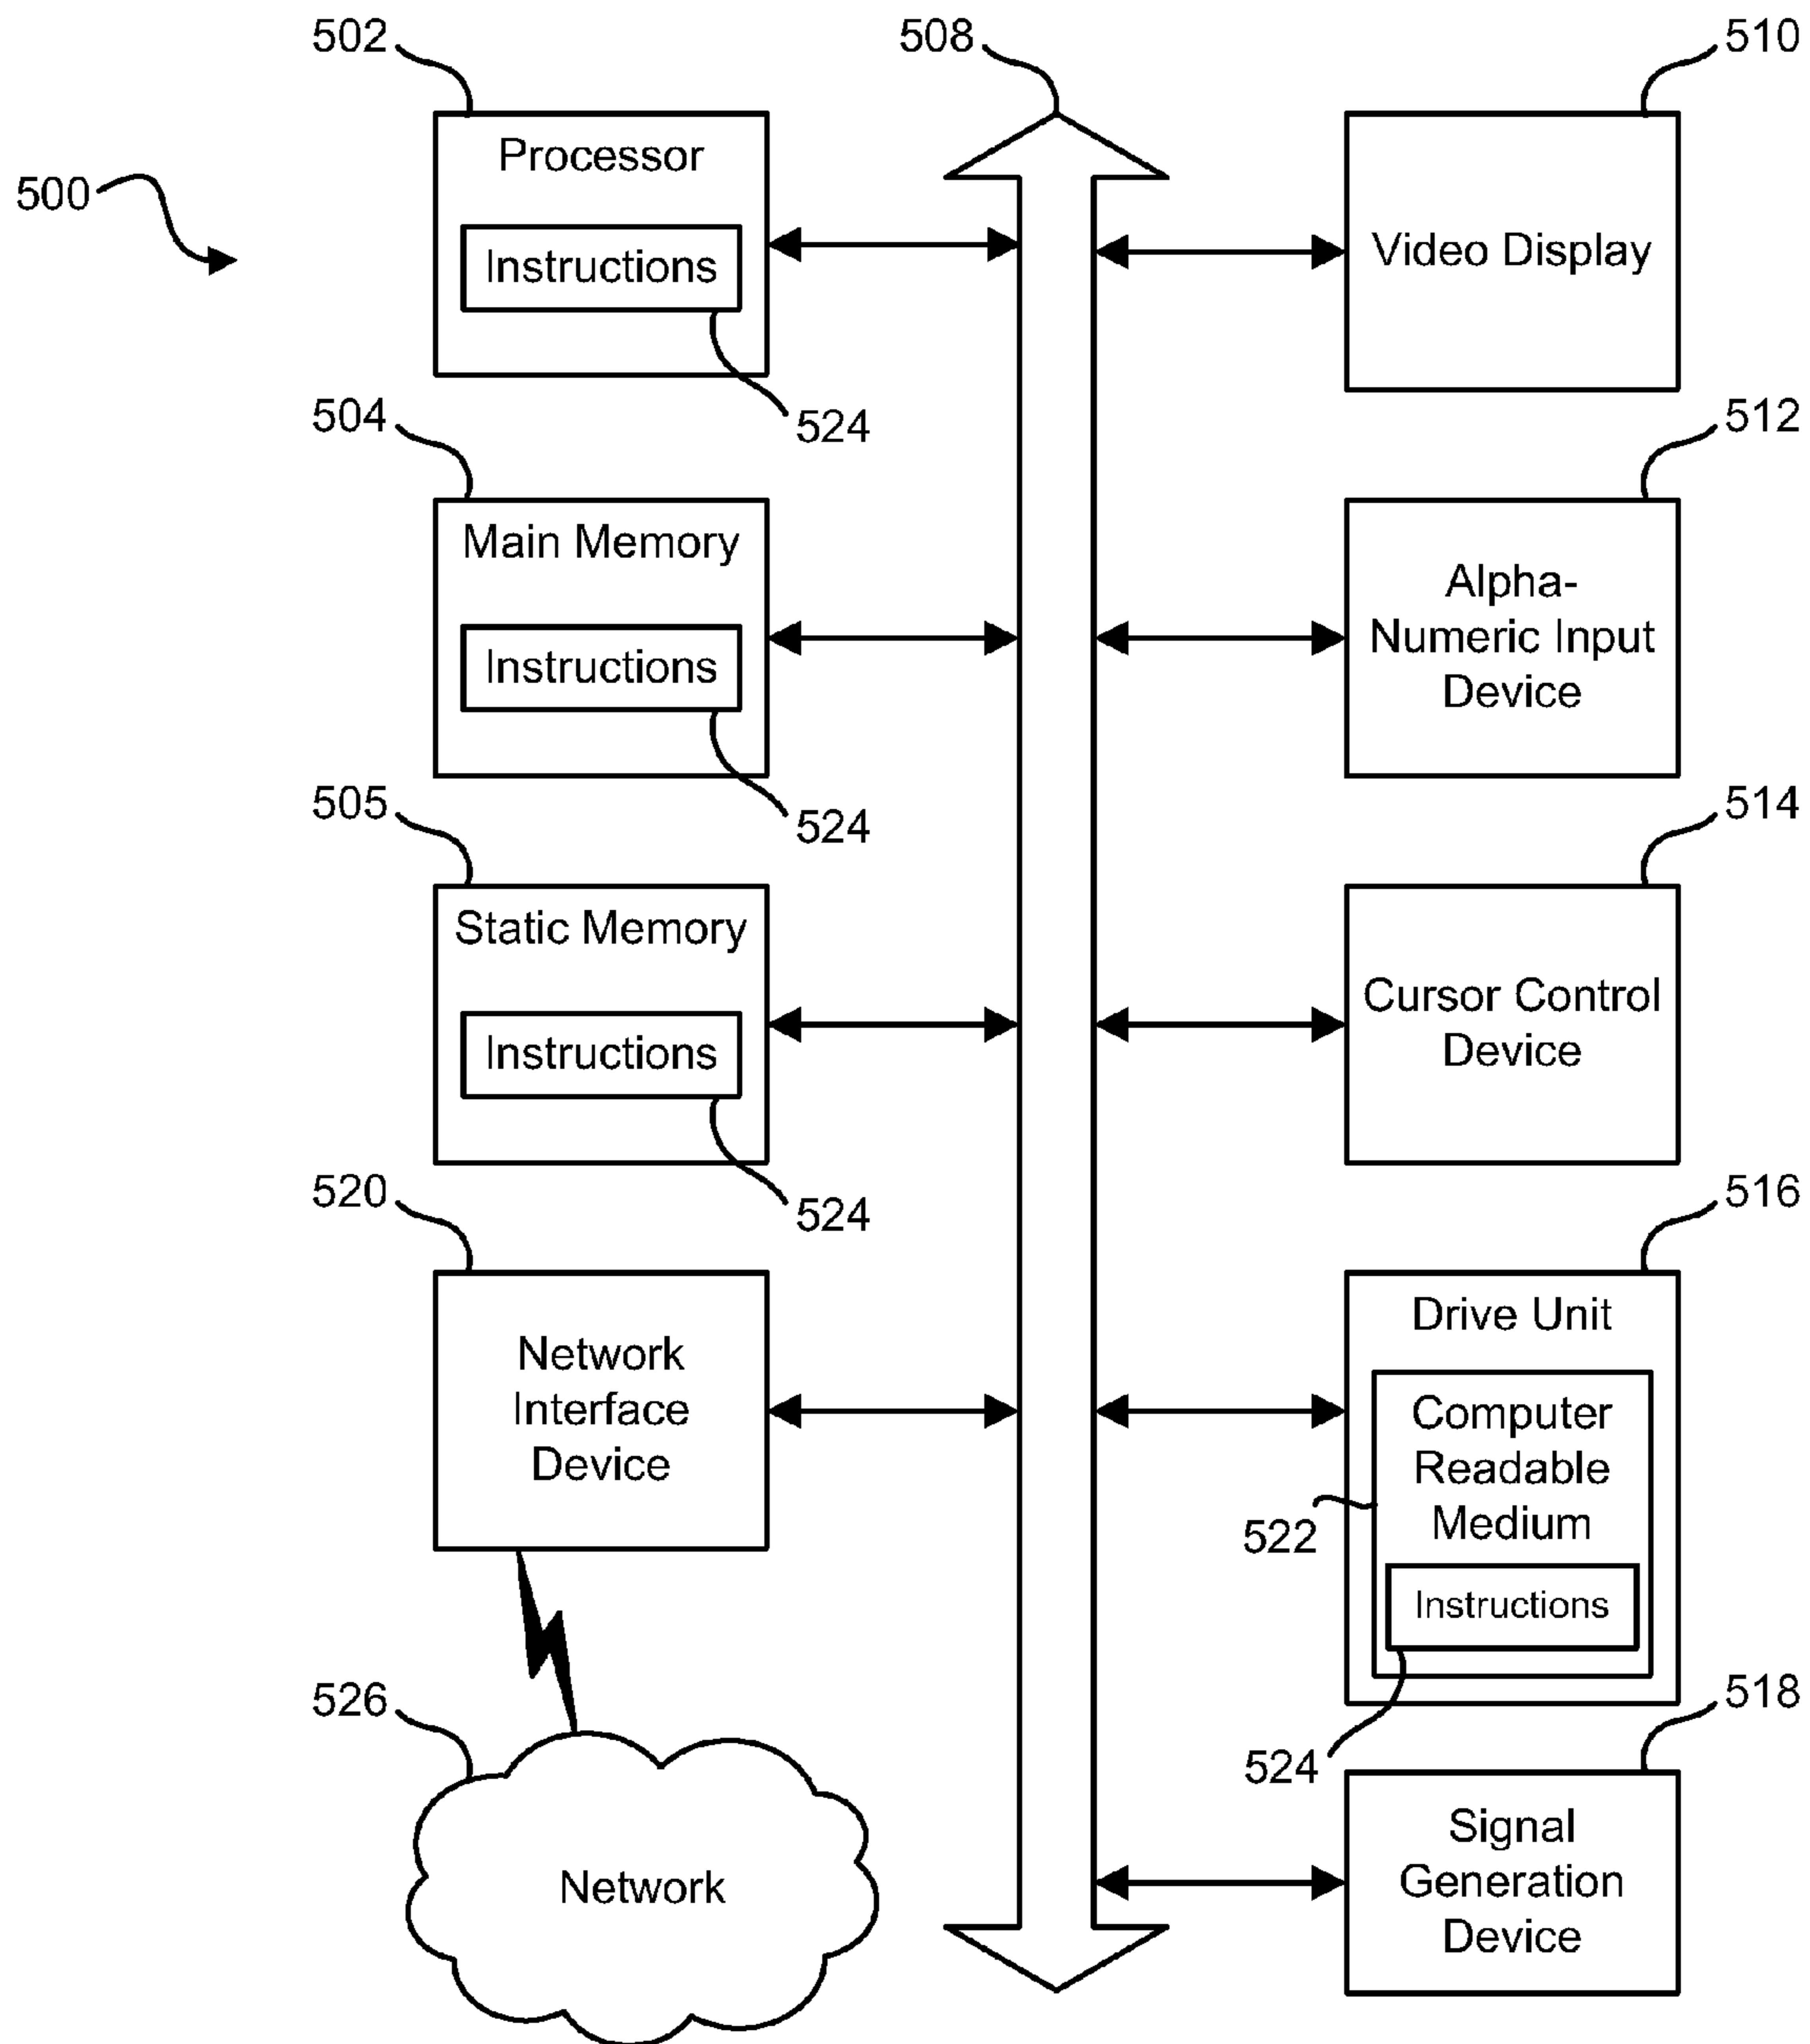 502
508
510
500
Processor
Instructions
524
Video Display
504
512
Main Memory
Instructions
524
Alpha-
Numeric Input
Device
505
514
Static Memory
Instructions
524
Cursor Control
Device
520
516
Network
Interface
Device
Drive Unit
Computer
Readable
Medium
522
Instructions
524
526
518
Network
Signal
Generation
Device